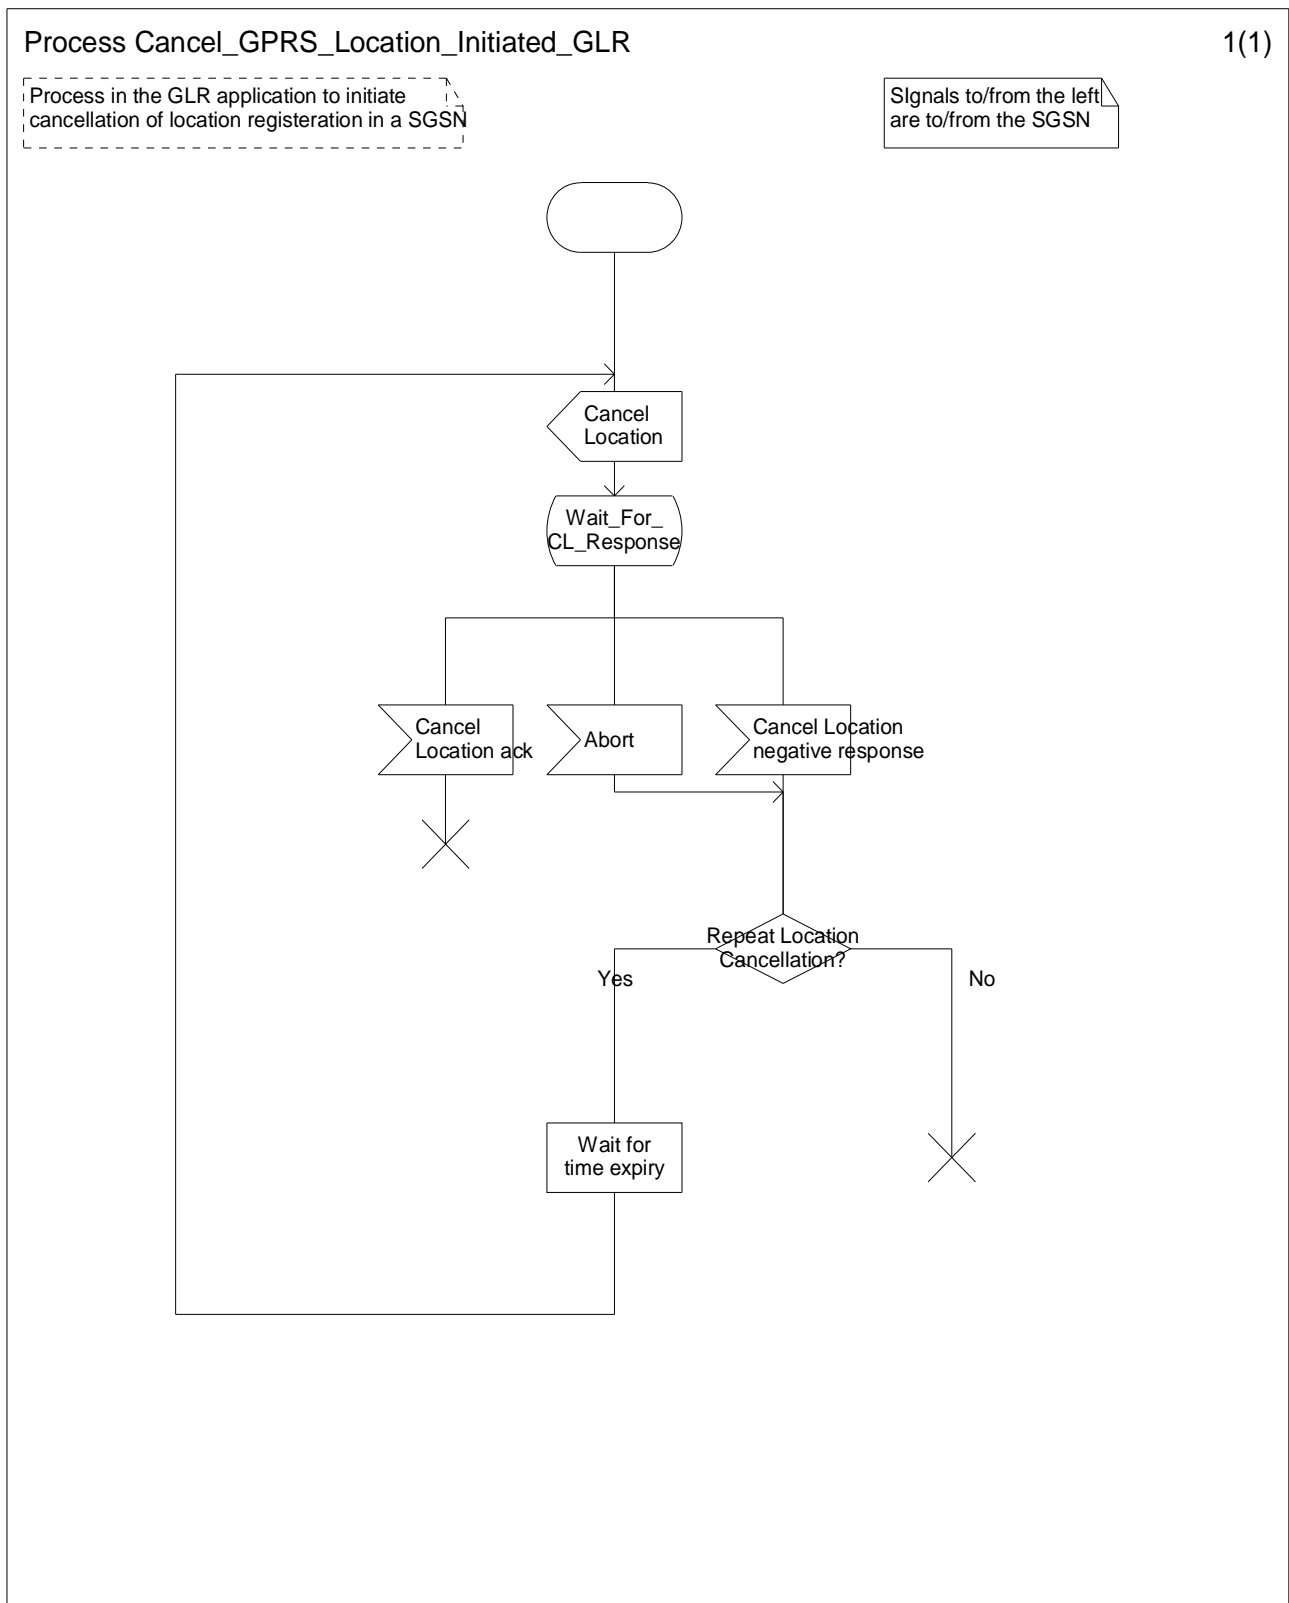 Process Cancel_GPRS_Location_Initiated_GLR
1(1)
Process in the GLR application to initiate
cancellation of location registeration in a SGSN
SIgnals to/from the left
are to/from the SGSN
Cancel
Location
Wait_For_
CL_Response
Cancel
Location ack
Abort
Cancel Location
negative response
Repeat Location
Cancellation?
Yes
No
Wait for
time expiry